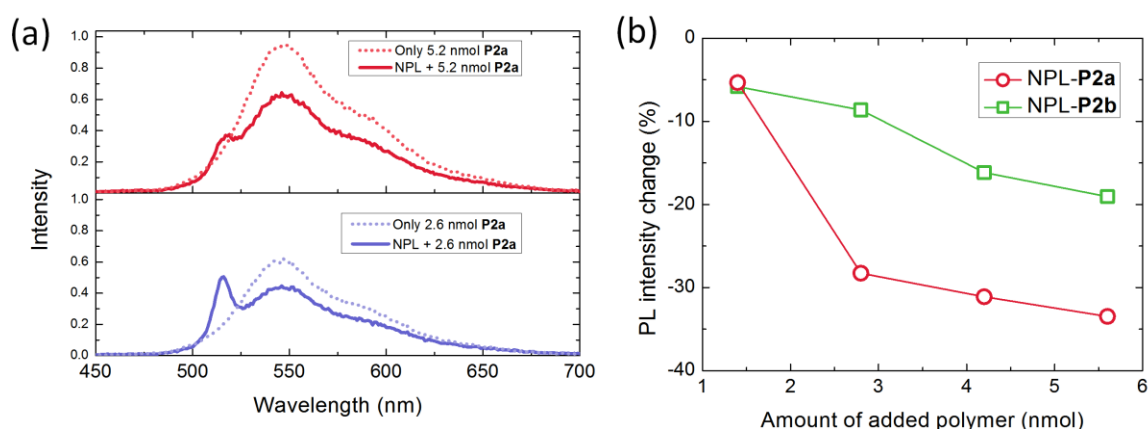 (a)
1.0
0.8
0.6
0.4
0.2
Only 5.2 nmol P2a
NPL + 5.2 nmol P2a
1.0
0.8
0.6
0.4
0.2
0.0
Only 2.6 nmol P2a
NPL + 2.6 nmol P2a
450 500 550 600 650 700
Intensity
Wavelength (nm)
(b)
0
-10
-20
-30
-40
NPL-P2a
NPL-P2b
1 2 3 4 5 6
PL intensity change (%)
Amount of added polymer (nmol)